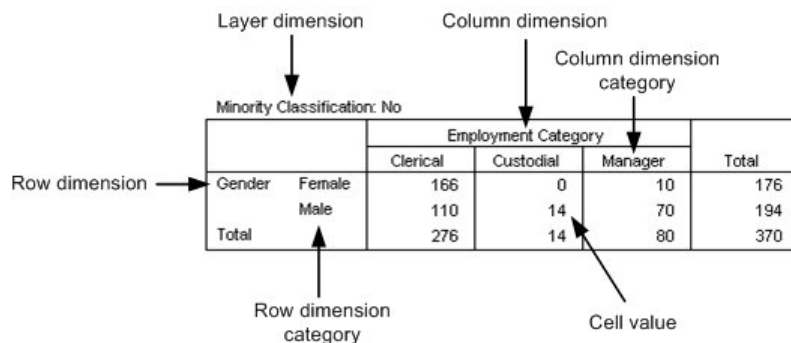 Layer dimension
Column dimension
Column dimension
category
Minority Classification: No
Employment Category
Clerical Custodial Manager Total
Row dimension
Gender Female 166 0 10 176
Male 110 14 70 194
Total 276 14 80 370
Row dimension
category
Cell value